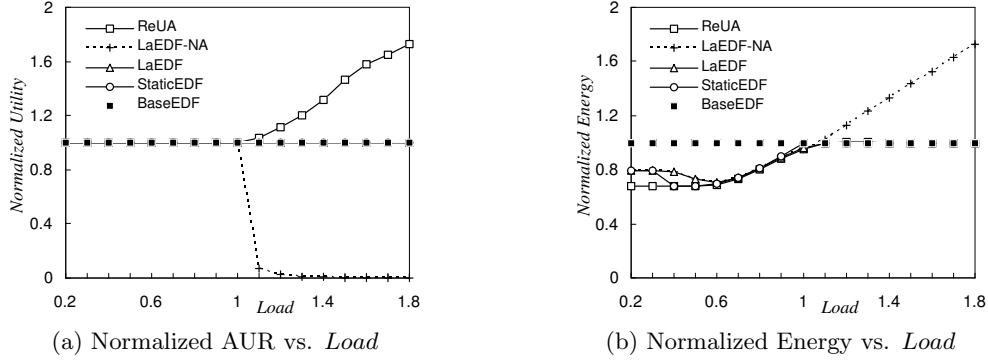 2
1.6
1.2
0.8
0.4
0
Normalized Utility
ReUA
LaEDF-NA
LaEDF
StaticEDF
BaseEDF
0.2 0.6 1 1.4 1.8
Load
(a) Normalized AUR vs. Load
2
1.6
1.2
0.8
0.4
0
Normalized Energy
ReUA
LaEDF-NA
LaEDF
StaticEDF
BaseEDF
0.2 0.6 1 1.4 1.8
Load
(b) Normalized Energy vs. Load